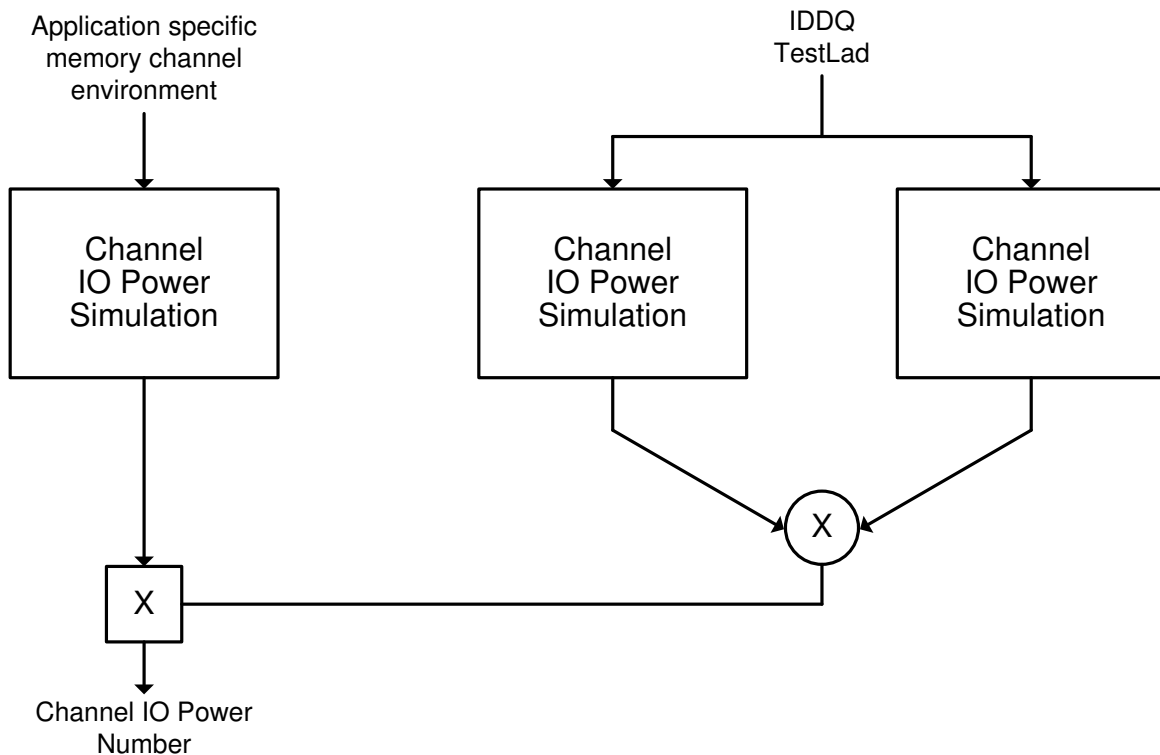 Application specific
memory channel
environment
IDDQ
TestLad
Channel
IO Power
Simulation
Channel
IO Power
Simulation
Channel
IO Power
Simulation
X
X
Channel IO Power
Number